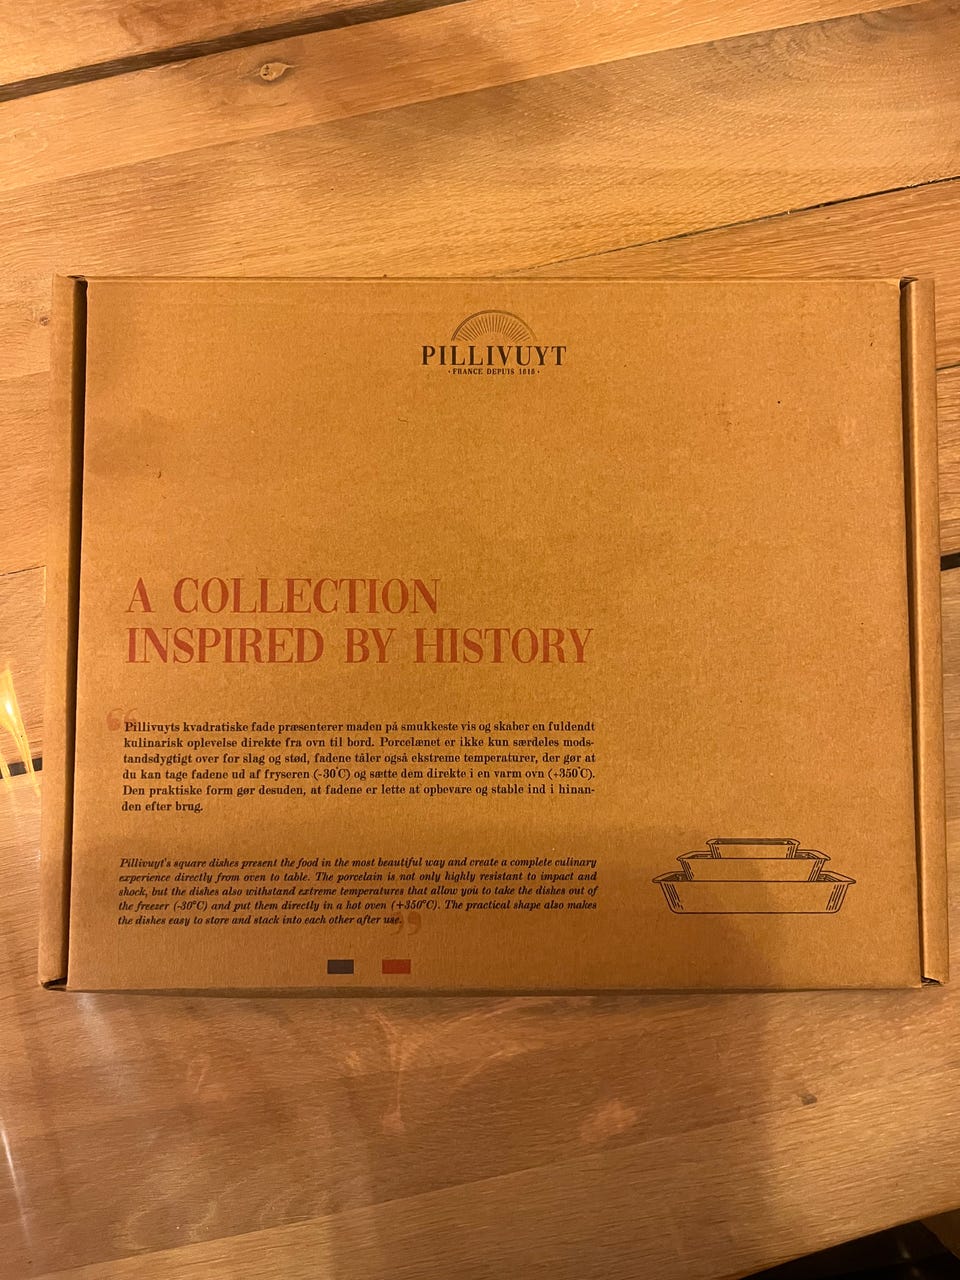 PILLIVUYT
· FRANCE DEPUIS 1818 ·
A COLLECTION
INSPIRED BY HISTORY
“Pillivuyts kvadratiske fade præsenterer maden på smukkeste vis og skaber en fuldendt
kulinarisk oplevelse direkte fra ovn til bord. Porcelænet er ikke kun særdeles mods-
tandsdygtigt over for slag og stød, fadene tåler også ekstreme temperaturer, der gør at
du kan tage fadene ud af fryseren (-30°C) og sætte dem direkte i en varm ovn (+350°C).
Den praktiske form gør desuden, at fadene er lette at opbevare og stable ind i hinan-
den efter brug.
Pillivuyt's square dishes present the food in the most beautiful way and create a complete culinary
experience directly from oven to table. The porcelain is not only highly resistant to impact and
shock, but the dishes also withstand extreme temperatures that allow you to take the dishes out of
the freezer (-30°C) and put them directly in a hot oven (+350°C). The practical shape also makes
the dishes easy to store and stack into each other after use.”